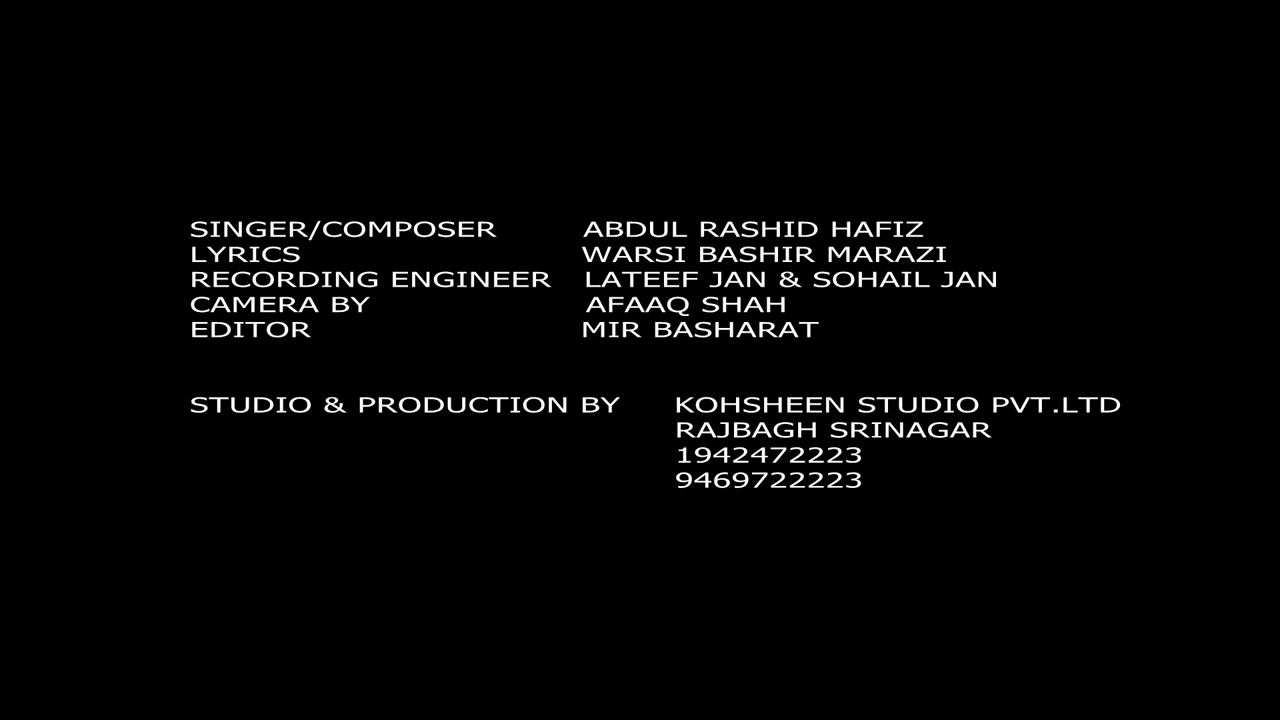 SINGER/COMPOSER ABDUL RASHID HAFIZ
LYRICS WARSI BASHIR MARAZI
RECORDING ENGINEER LATEEF JAN & SOHAIL JAN
CAMERA BY AFAAQ SHAH
EDITOR MIR BASHARAT
STUDIO & PRODUCTION BY KOHSHEEN STUDIO PVT.LTD
RAJBAGH SRINAGAR
1942472223
9469722223